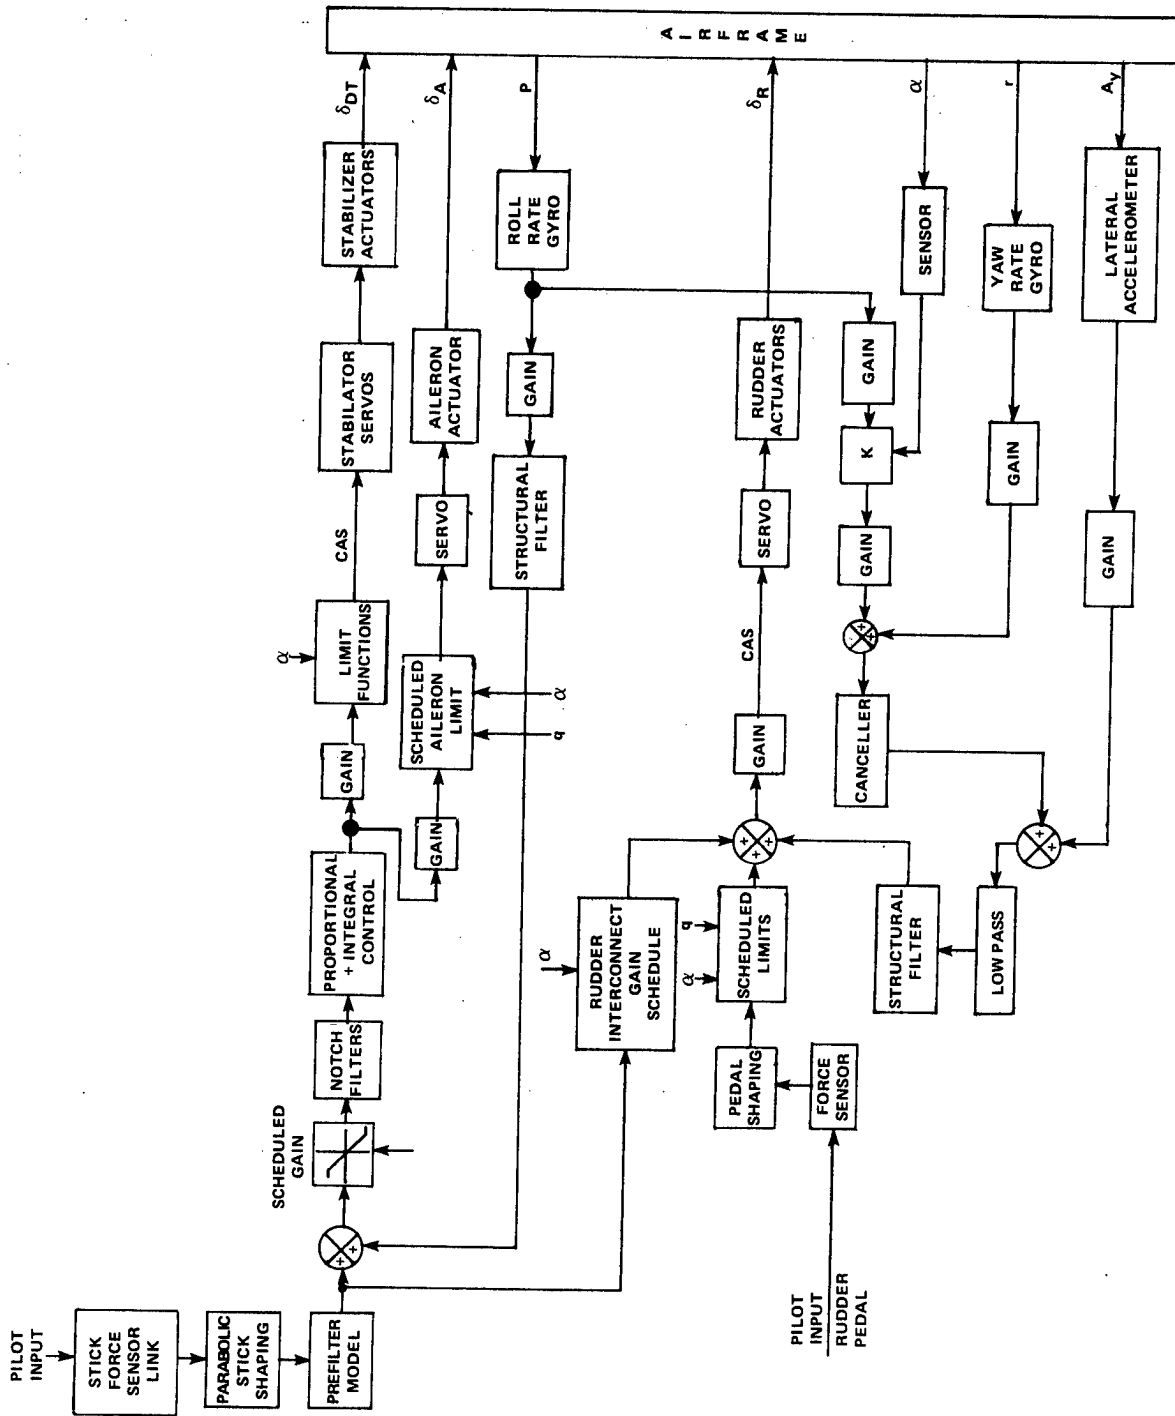 PILOT
INPUT
STICK
FORCE
SENSOR
LINK
PARABOLIC
STICK
SHAPING
PREFILTER
MODEL
+
+
SCHEDULED
GAIN
NOTCH
FILTERS
PROPORTIONAL
+ INTEGRAL
CONTROL
GAIN
α
LIMIT
FUNCTIONS
CAS
STABILATOR
SERVOS
STABILIZER
ACTUATORS
δDT
GAIN
SCHEDULED
AILERON
LIMIT
q
α
SERVO
AILERON
ACTUATOR
δA
STRUCTURAL
FILTER
GAIN
ROLL
RATE
GYRO
P
α
RUDDER
INTERCONNECT
GAIN
SCHEDULE
PILOT
INPUT
RUDDER
PEDAL
FORCE
SENSOR
PEDAL
SHAPING
α
q
SCHEDULED
LIMITS
+
+
+
GAIN
CAS
SERVO
RUDDER
ACTUATORS
δR
STRUCTURAL
FILTER
LOW PASS
+
+
CANCELLER
+
+
GAIN
K
GAIN
SENSOR
α
GAIN
YAW
RATE
GYRO
r
GAIN
LATERAL
ACCELEROMETER
Ay
AIRFRAME